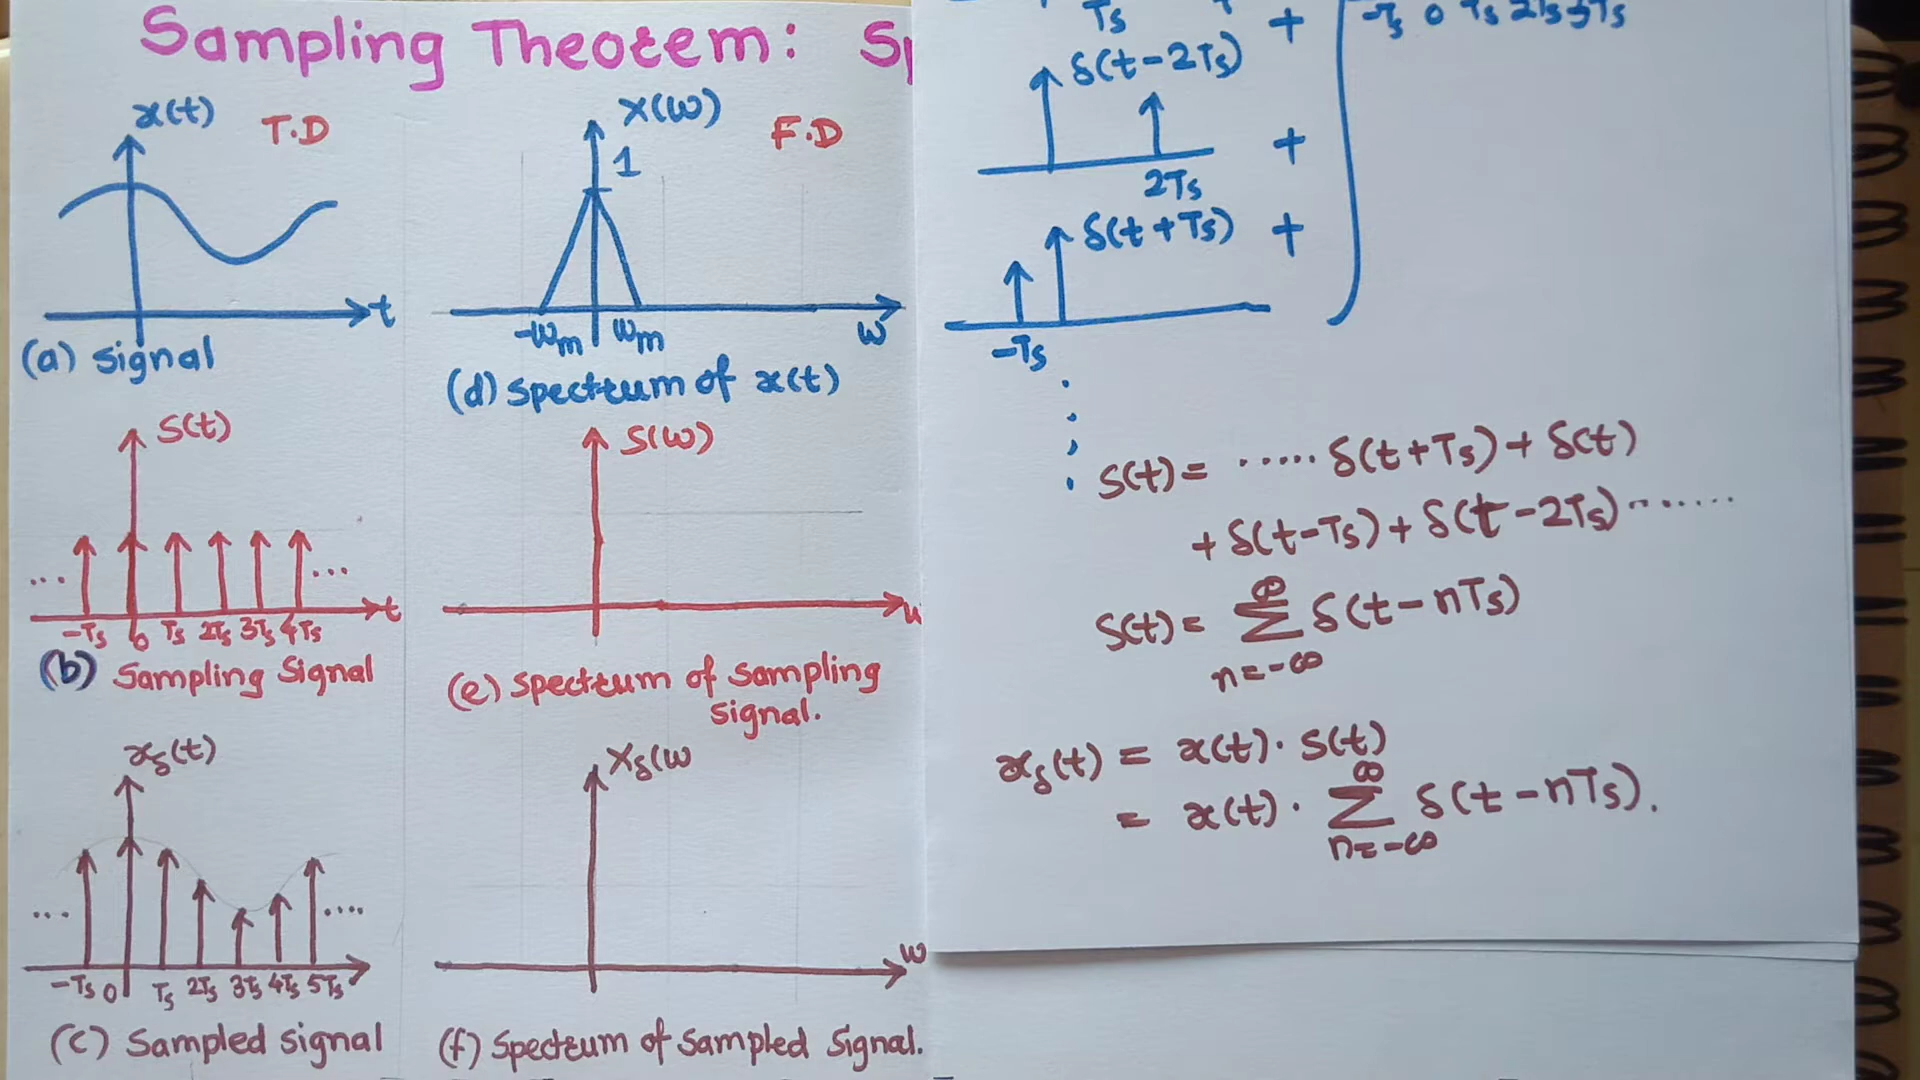 Sampling Theorem:
x(t)
T.D
t
(a) Signal
X(ω)
F.D
1
-ωm ωm ω
(d) Spectrum of x(t)
S(t)
... ...
-Ts 0 Ts 2Ts 3Ts 4Ts t
(b) Sampling Signal
S(ω)
(e) Spectrum of Sampling
Signal.
xδ(t)
... ....
-Ts 0 Ts 2Ts 3Ts 4Ts 5Ts
(c) Sampled Signal
Xδ(ω
ω
(f) Spectrum of Sampled Signal.
Ts +
-Ts 0 Ts 2Ts 3Ts
δ(t-2Ts)
+
2Ts
δ(t+Ts) +
-Ts
S(t) = ..... δ(t+Ts) + δ(t)
+ δ(t-Ts) + δ(t-2Ts) .......
S(t) = ∞ Σ n=-∞ δ(t-nTs)
xδ(t) = x(t). S(t)
= x(t). ∞ Σ n=-∞ δ(t-nTs).